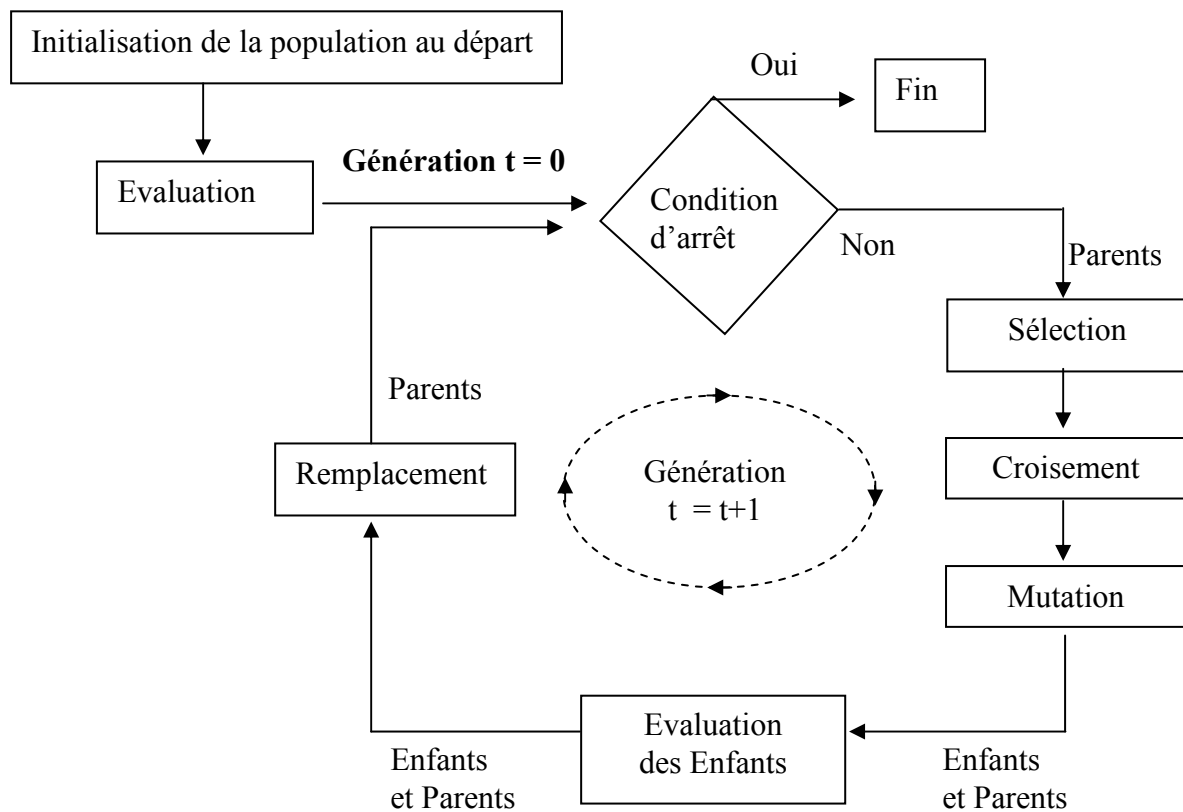 Initialisation de la population au départ
Oui
Fin
Evaluation
Génération t = 0
Condition
d’arrêt
Non
Parents
Sélection
Parents
Remplacement
Génération
t = t+1
Croisement
Mutation
Evaluation
des Enfants
Enfants
et Parents
Enfants
et Parents